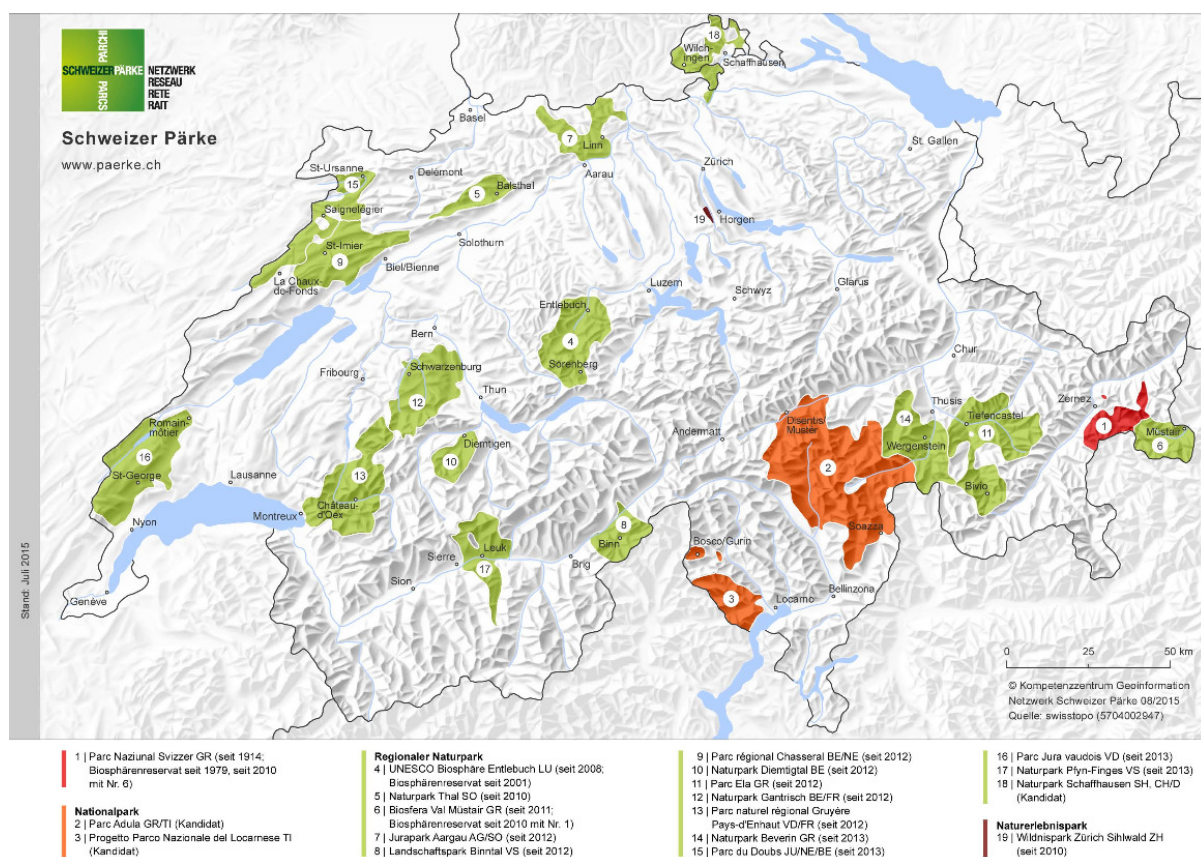 PARCHI
SCHWEIZER PÄRKE NETZWERK
PARCS
RESEAU
RETE
RAIT
Schweizer Pärke
www.paerke.ch
18
Wilch-
ingen
Schaffhausen
Basel
7
Linn
St. Gallen
Zürich
Aarau
St-Ursanne
15
Delémont
5
Balsthal
Saignelégier
19
Horgen
Solothurn
St-Imier
9
Biel/Bienne
La Chaux-
de-Fonds
Luzern
Schwyz
Glarus
Entlebuch
4
Sörenberg
Bern
Fribourg
Schwarzenburg
12
Thun
Chur
Zernez
1
Müstair
6
Thusis
Tiefencastel
14
11
Wergenstein
Bivio
Disentis/
Mustér
Andermatt
2
Soazza
Romain-
môtier
16
St-George
Lausanne
Diemtigen
10
13
Château-
d'Oex
Montreux
Nyon
Genève
8
Binn
Bosco/Gurin
Leuk
Sierre
17
Brig
Sion
3
Locarno
Bellinzona
Stand: Juli 2015
0 25 50 km
© Kompetenzzentrum Geoinformation
Netzwerk Schweizer Pärke 08/2015
Quelle: swisstopo (5704002947)
1 | Parc Naziunal Svizzer GR (seit 1914;
Biosphärenreservat seit 1979, seit 2010
mit Nr. 6)
Nationalpark
2 | Parc Adula GR/TI (Kandidat)
3 | Progetto Parco Nazionale del Locarnese TI
(Kandidat)
Regionaler Naturpark
4 | UNESCO Biosphäre Entlebuch LU (seit 2008;
Biosphärenreservat seit 2001)
5 | Naturpark Thal SO (seit 2010)
6 | Biosfera Val Müstair GR (seit 2011;
Biosphärenreservat seit 2010 mit Nr. 1)
7 | Jurapark Aargau AG/SO (seit 2012)
8 | Landschaftspark Binntal VS (seit 2012)
9 | Parc régional Chasseral BE/NE (seit 2012)
10 | Naturpark Diemtigtal BE (seit 2012)
11 | Parc Ela GR (seit 2012)
12 | Naturpark Gantrisch BE/FR (seit 2012)
13 | Parc naturel régional Gruyère
Pays-d'Enhaut VD/FR (seit 2012)
14 | Naturpark Beverin GR (seit 2013)
15 | Parc du Doubs JU/NE/BE (seit 2013)
16 | Parc Jura vaudois VD (seit 2013)
17 | Naturpark Pfyn-Finges VS (seit 2013)
18 | Naturpark Schaffhausen SH, CH/D
(Kandidat)
Naturerlebnispark
19 | Wildnispark Zürich Sihlwald ZH
(seit 2010)